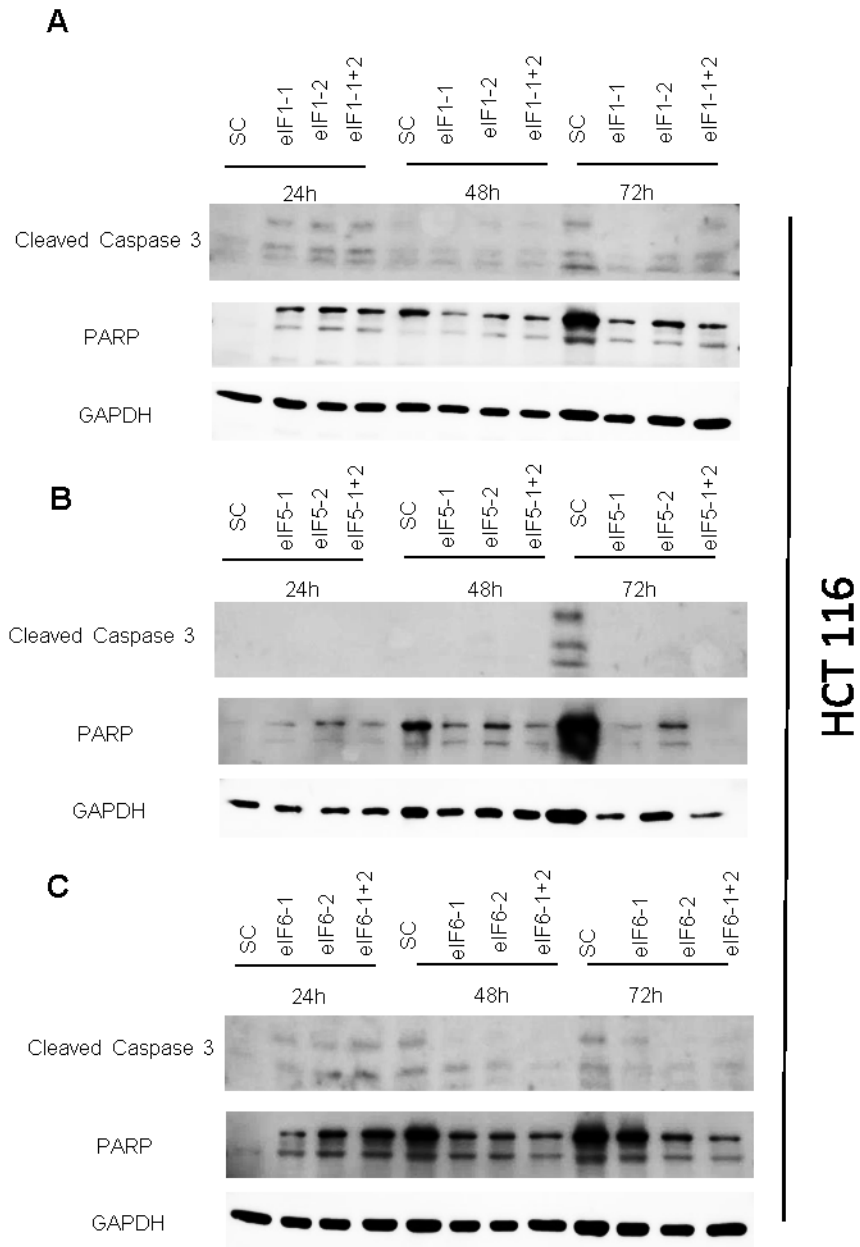 A
SC eIF1-1 eIF1-2 eIF1-1+2 SC eIF1-1 eIF1-2 eIF1-1+2 SC eIF1-1 eIF1-2 eIF1-1+2
24h 48h 72h
Cleaved Caspase 3
PARP
GAPDH
B
SC eIF5-1 eIF5-2 eIF5-1+2 SC eIF5-1 eIF5-2 eIF5-1+2 SC eIF5-1 eIF5-2 eIF5-1+2
24h 48h 72h
Cleaved Caspase 3
PARP
GAPDH
C
SC eIF6-1 eIF6-2 eIF6-1+2 SC eIF6-1 eIF6-2 eIF6-1+2 SC eIF6-1 eIF6-2 eIF6-1+2
24h 48h 72h
Cleaved Caspase 3
PARP
GAPDH
HCT 116